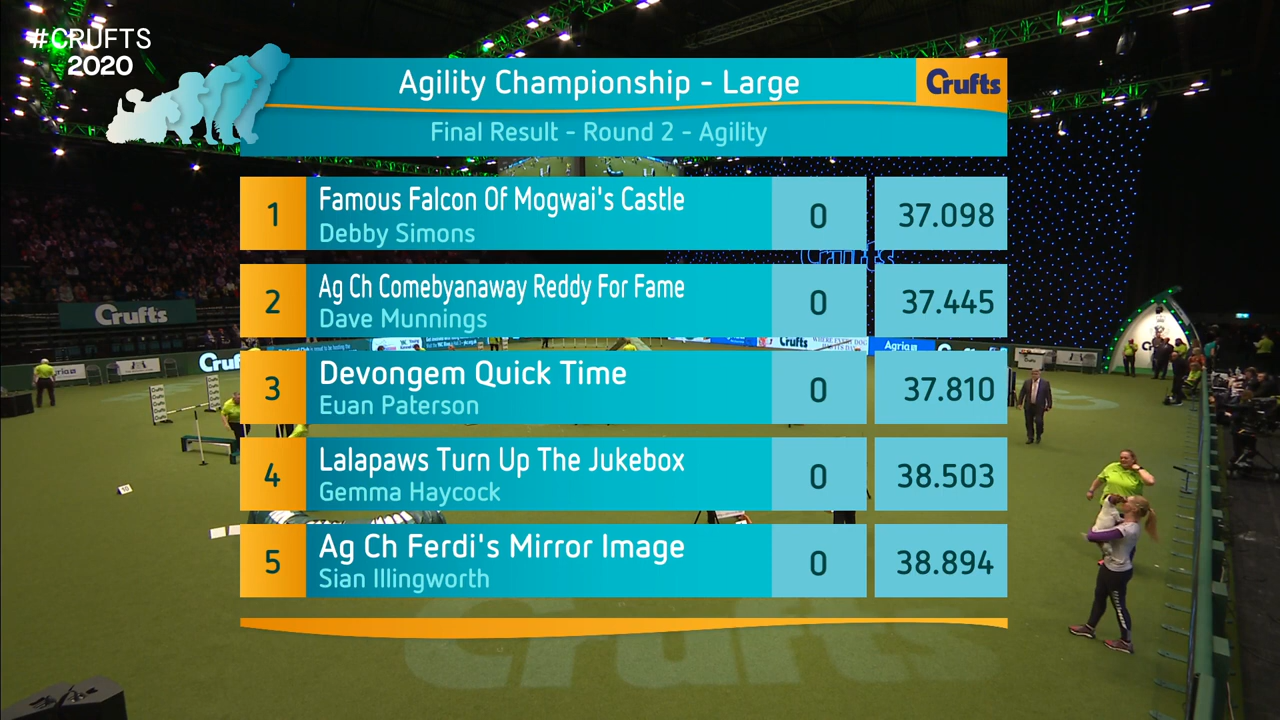 #CRUFTS
2020
Agility Championship - Large
Crufts
Final Result - Round 2 - Agility
1 Famous Falcon Of Mogwai's Castle 0 37.098
Debby Simons
2 Ag Ch Comebyanaway Reddy For Fame 0 37.445
Dave Munnings
3 Devongem Quick Time 0 37.810
Euan Paterson
4 Lalapaws Turn Up The Jukebox 0 38.503
Gemma Haycock
5 Ag Ch Ferdi's Mirror Image 0 38.894
Sian Illingworth
Crufts
Crufts
Agria
Crufts